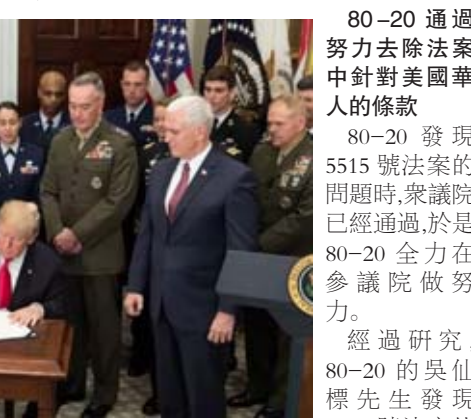 80-20 通過
努力去除法案
中針對美國華
人的條款
80-20 發現
5515 號法案的
問題時,衆議院
已經通過,於是
80-20 全力在
參議院做努
力。
經過研究,
80-20 的吳仙
標先生發現